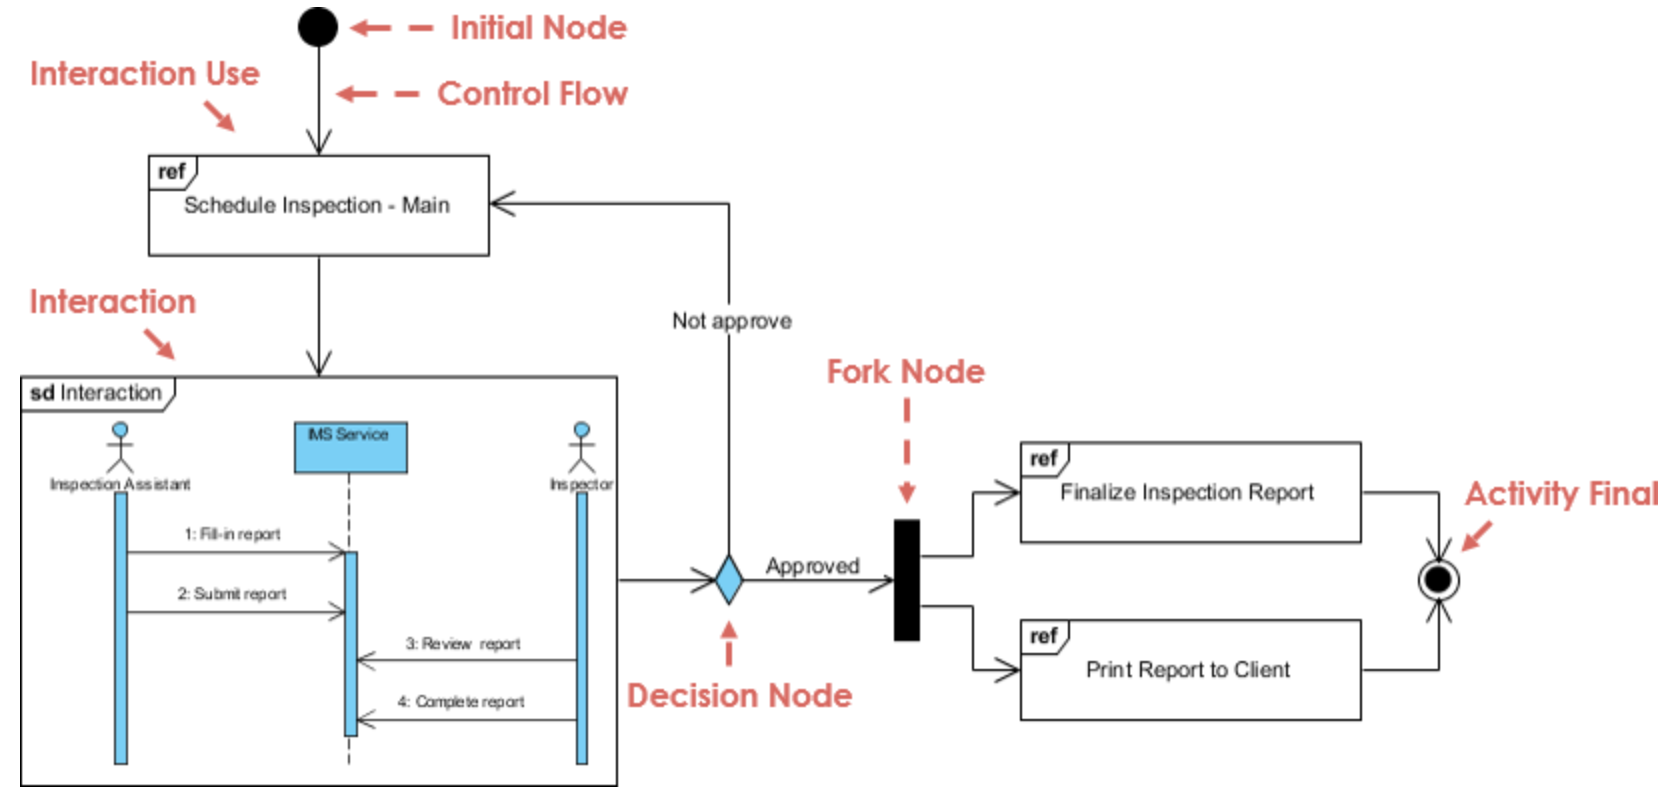 Initial Node
Interaction Use
Control Flow
ref
Schedule Inspection - Main
Interaction
Not approve
sd Interaction
IMS Service
Inspection Assistant
Inspector
1: Fill-in report
2: Submit report
3: Review report
4: Complete report
Decision Node
Approved
Fork Node
ref
Finalize Inspection Report
Activity Final
ref
Print Report to Client